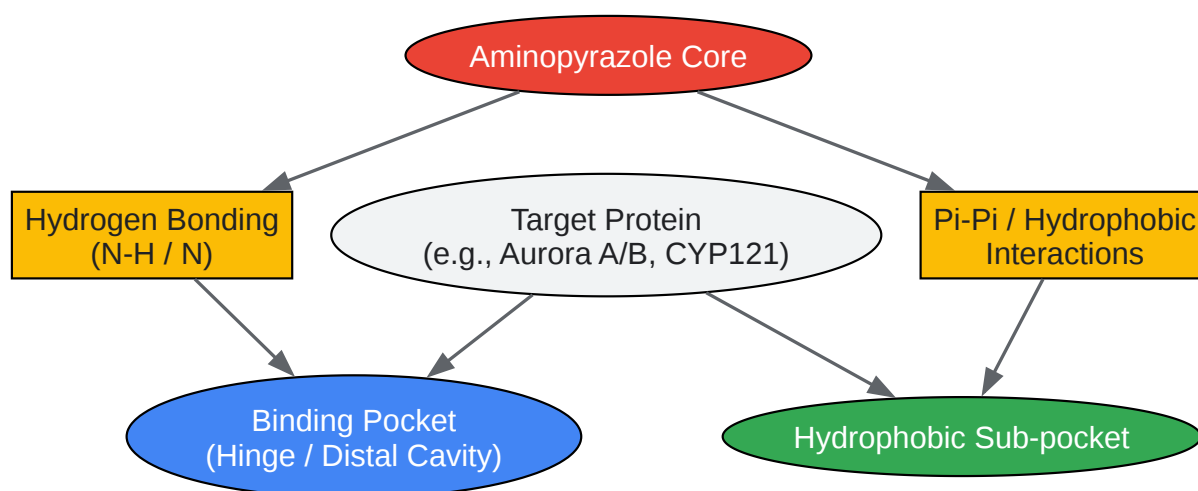 Aminopyrazole Core
Hydrogen Bonding
(N-H / N)
Target Protein
(e.g., Aurora A/B, CYP121)
Pi-Pi / Hydrophobic
Interactions
Binding Pocket
(Hinge / Distal Cavity)
Hydrophobic Sub-pocket